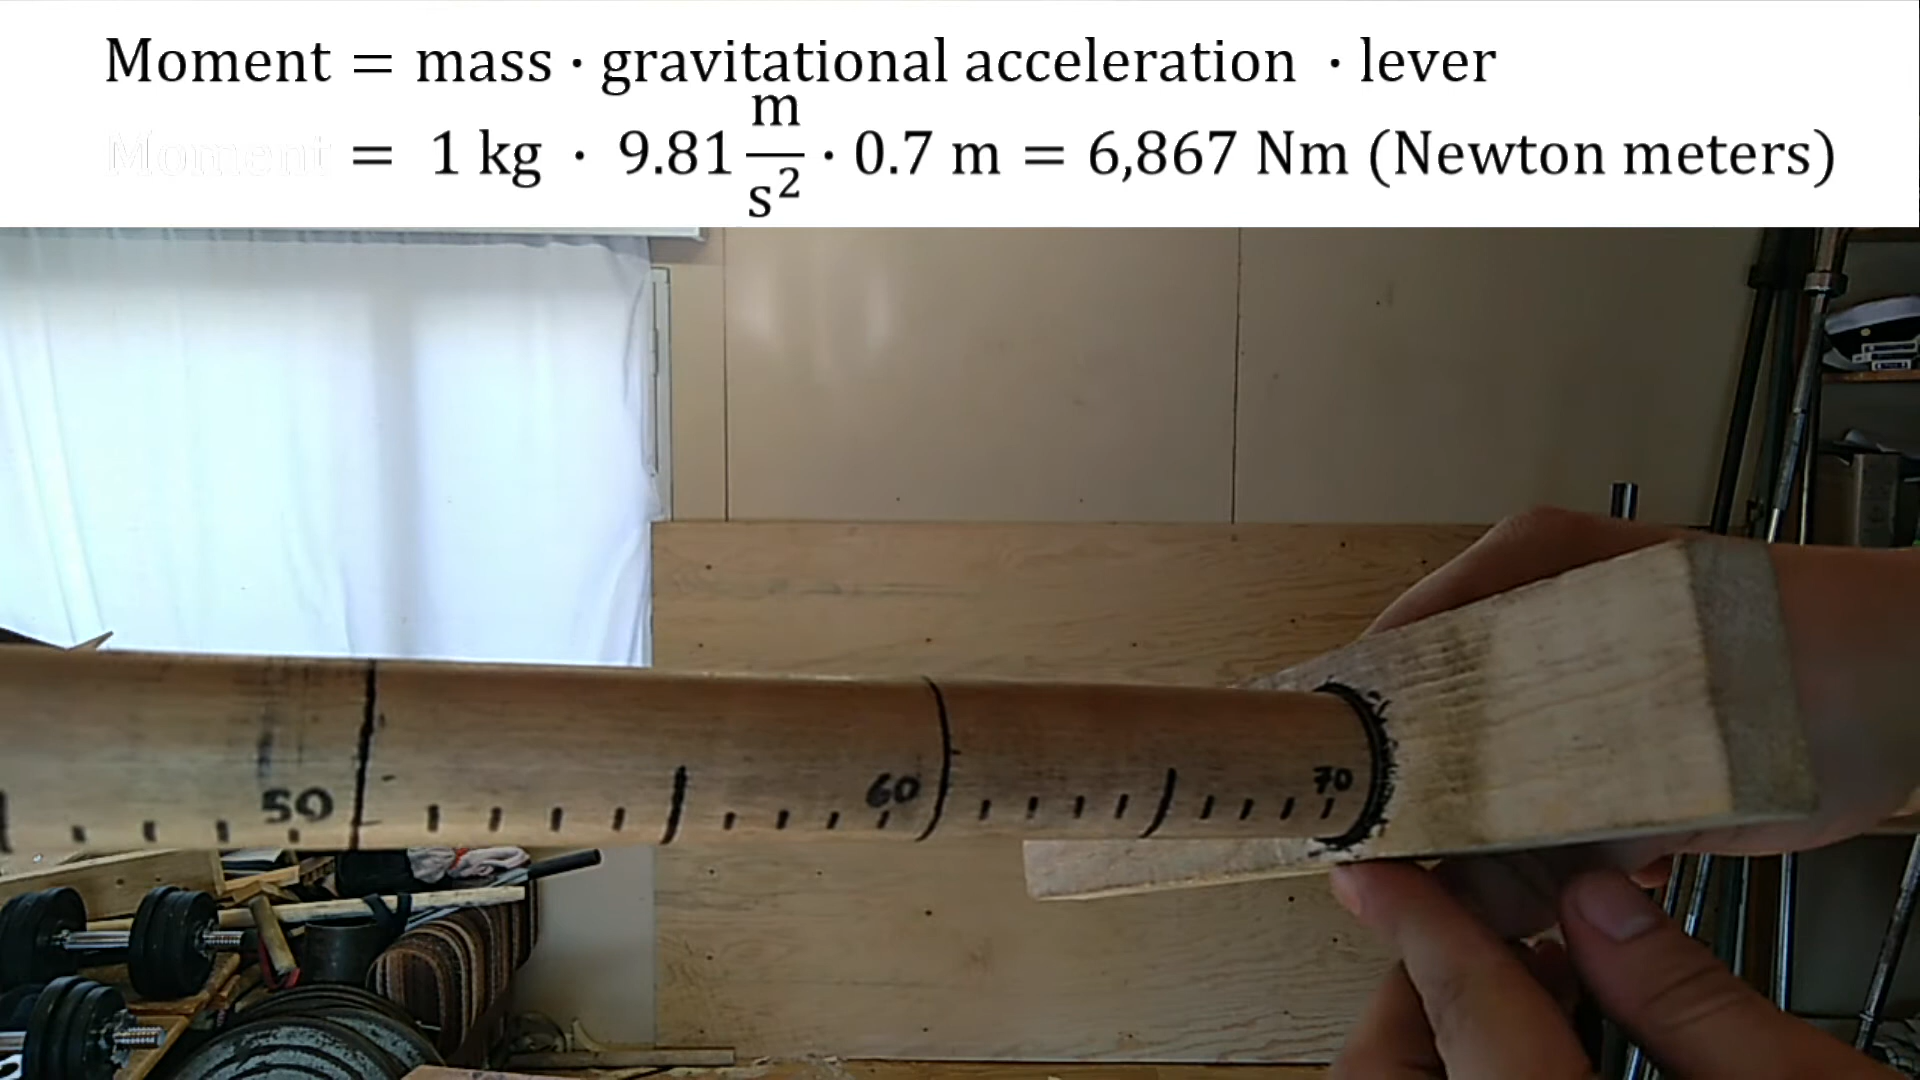 Moment = mass · gravitational acceleration · lever
Moment = 1 kg · 9.81 m/s² · 0.7 m = 6,867 Nm (Newton meters)
50
60
70